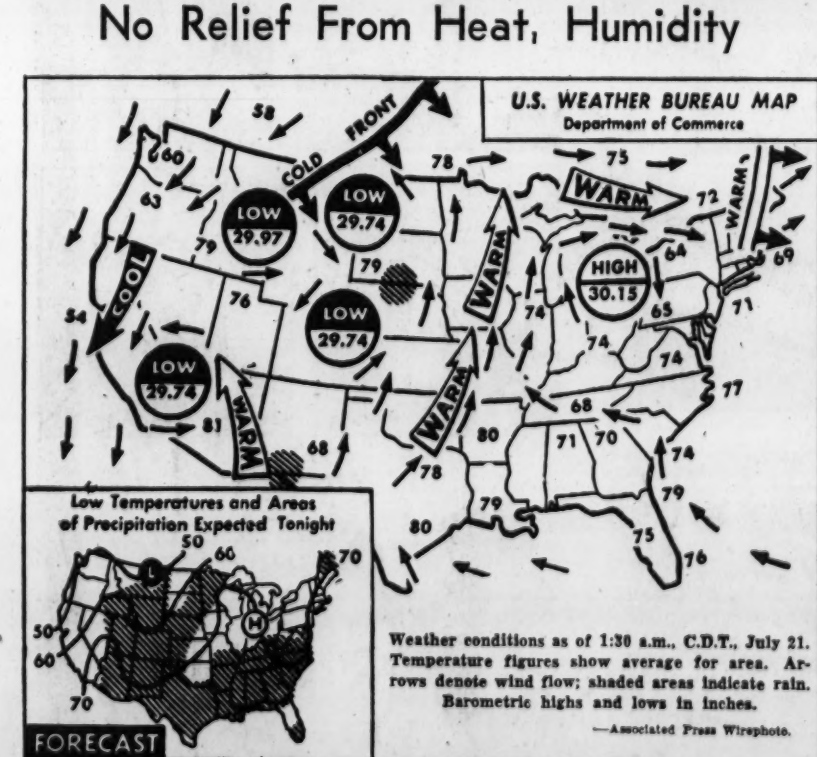 No Relief From Heat, Humidity
U.S. WEATHER BUREAU MAP
Department of Commerce
58
COLD FRONT
60
63
78
75
WARM
72
WARM
LOW
29.97
LOW
29.74
79
79
64
69
COOL
76
WARM
HIGH
30.15
71
54
LOW
29.74
74
65
74
74
LOW
29.74
77
81
WARM
WARM
68
68
80
71
70
74
78
79
79
80
75
76
Low Temperatures and Areas
of Precipitation Expected Tonight
50
60
70
L
H
50
60
70
FORECAST
Weather conditions as of 1:30 a.m., C.D.T., July 21.
Temperature figures show average for area. Ar-
rows denote wind flow; shaded areas indicate rain.
Barometric highs and lows in inches.
—Associated Press Wirephoto.